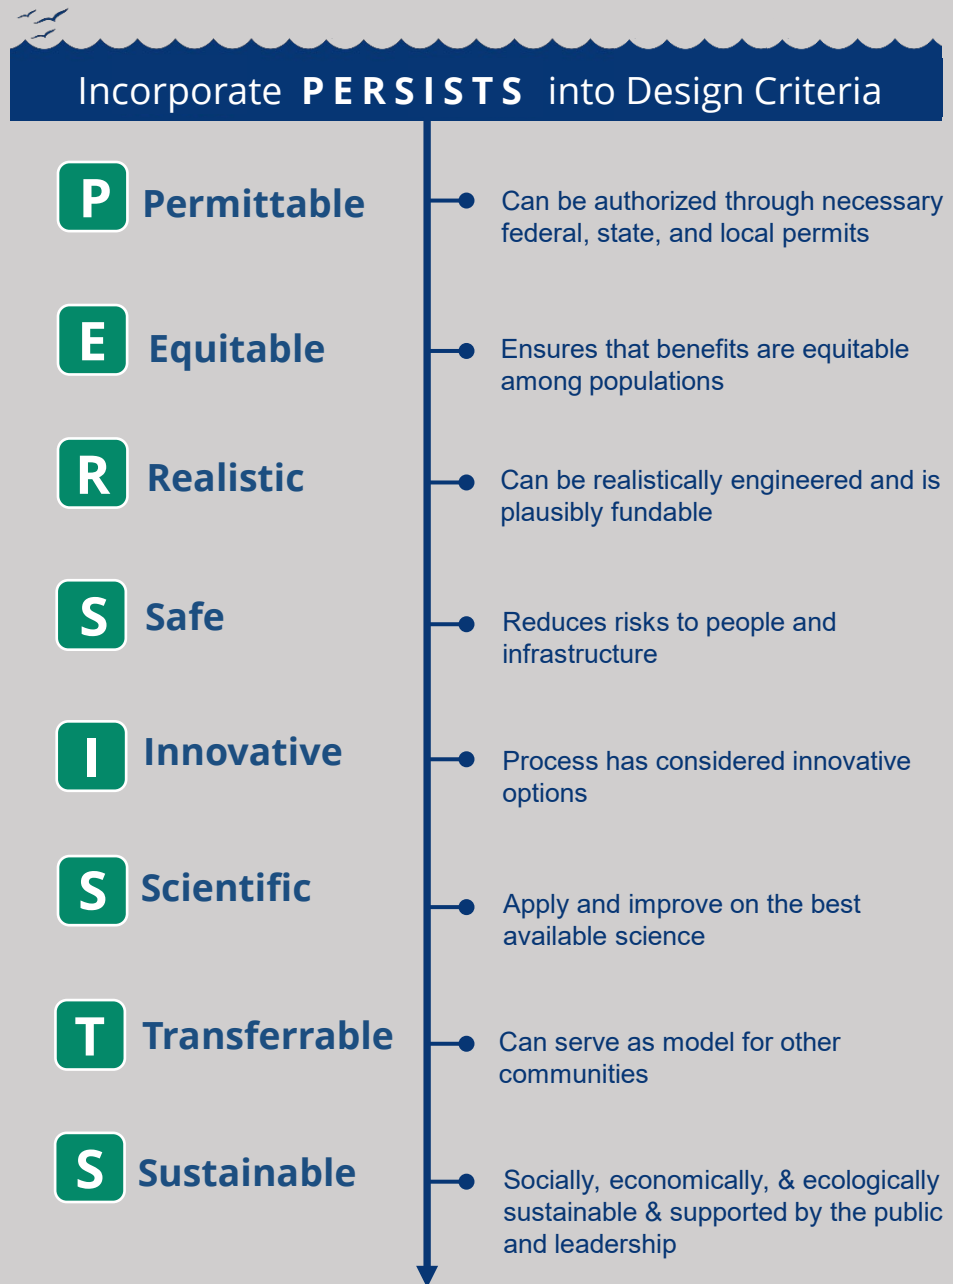 Incorporate PERSISTS into Design Criteria
P Permittable
Can be authorized through necessary
federal, state, and local permits
E Equitable
Ensures that benefits are equitable
among populations
R Realistic
Can be realistically engineered and is
plausibly fundable
S Safe
Reduces risks to people and
infrastructure
I Innovative
Process has considered innovative
options
S Scientific
Apply and improve on the best
available science
T Transferrable
Can serve as model for other
communities
S Sustainable
Socially, economically, & ecologically
sustainable & supported by the public
and leadership